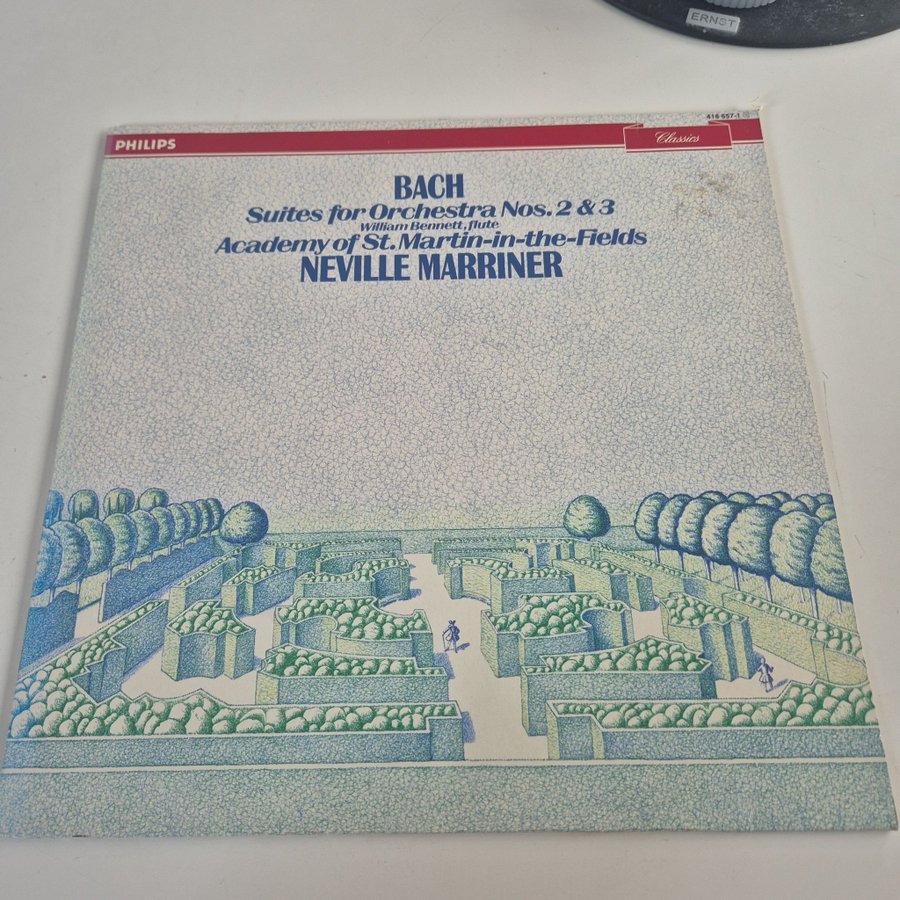 ERNST
416 657-1
PHILIPS
Classics
BACH
Suites for Orchestra Nos. 2 & 3
William Bennett, flute
Academy of St. Martin-in-the-Fields
NEVILLE MARRINER